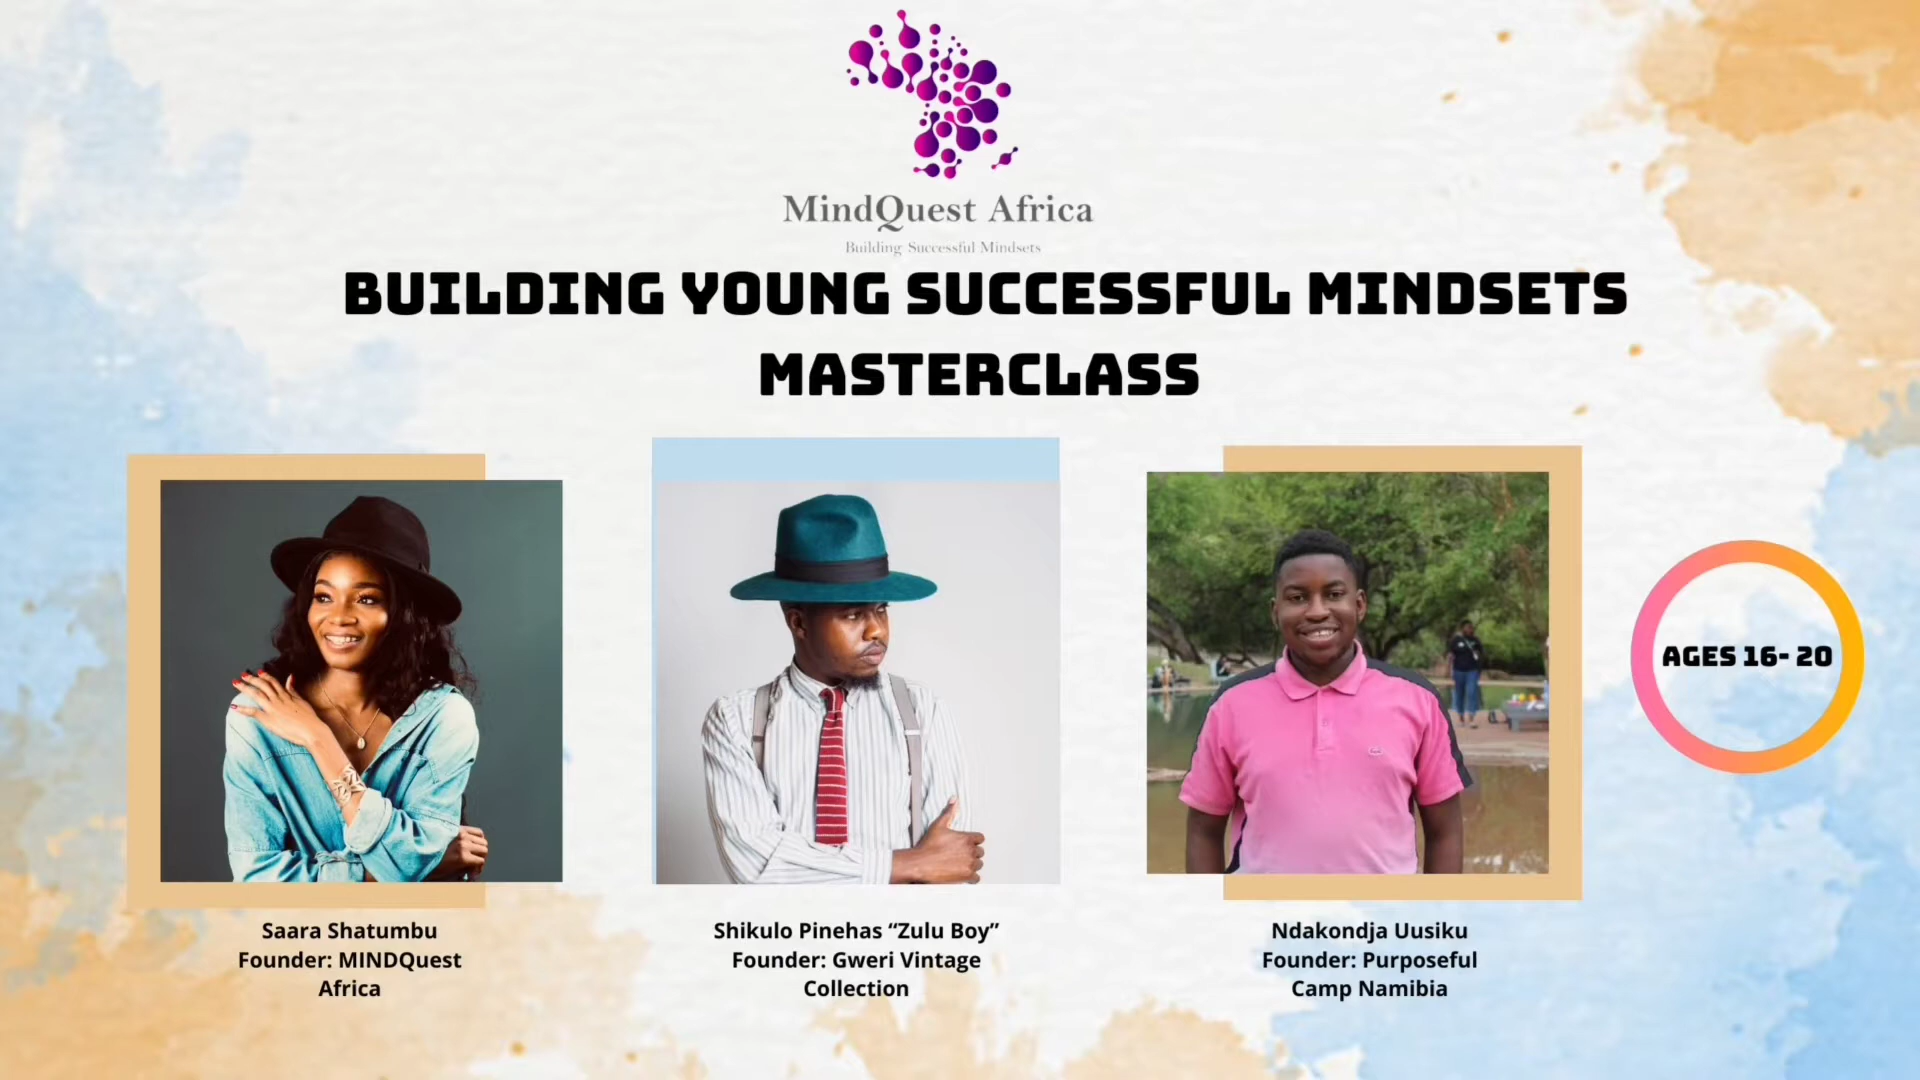 MindQuest Africa
Building Successful Mindsets
BUILDING YOUNG SUCCESSFUL MINDSETS
MASTERCLASS
AGES 16- 20
Saara Shatumbu
Founder: MINDQuest
Africa
Shikulo Pinehas “Zulu Boy”
Founder: Gweri Vintage
Collection
Ndakondja Uusiku
Founder: Purposeful
Camp Namibia